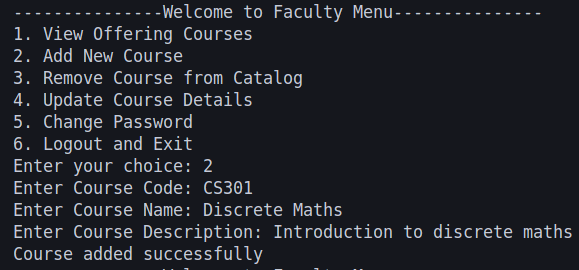 ---------------Welcome to Faculty Menu---------------
1. View Offering Courses
2. Add New Course
3. Remove Course from Catalog
4. Update Course Details
5. Change Password
6. Logout and Exit
Enter your choice: 2
Enter Course Code: CS301
Enter Course Name: Discrete Maths
Enter Course Description: Introduction to discrete maths
Course added successfully